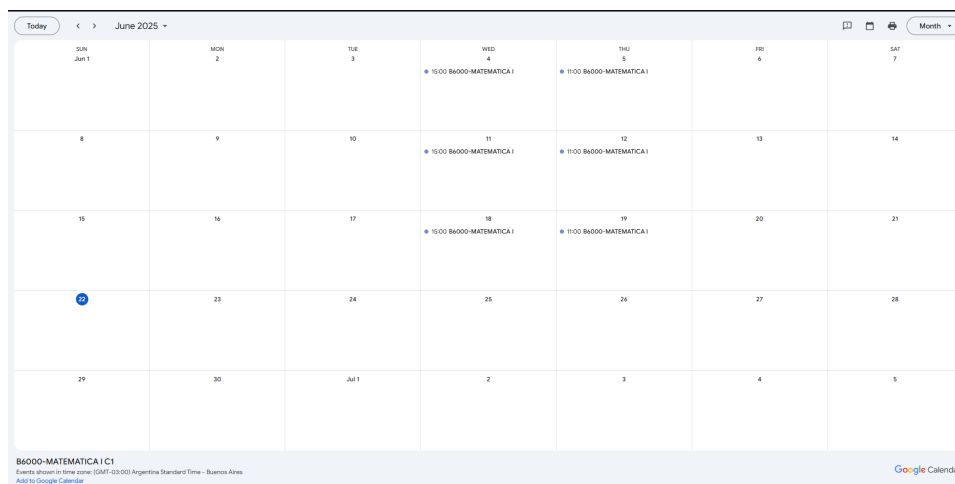 Today < > June 2025 Month
SUN MON TUE WED THU FRI SAT
Jun 1 2 3 4 5 6 7
15:00 B6000-MATEMATICA I 11:00 B6000-MATEMATICA I
8 9 10 11 12 13 14
15:00 B6000-MATEMATICA I 11:00 B6000-MATEMATICA I
15 16 17 18 19 20 21
15:00 B6000-MATEMATICA I 11:00 B6000-MATEMATICA I
22 23 24 25 26 27 28
29 30 Jul 1 2 3 4 5
B6000-MATEMATICA I C1
Events shown in time zone: (GMT-03:00) Argentina Standard Time - Buenos Aires
Add to Google Calendar
Google Calenda